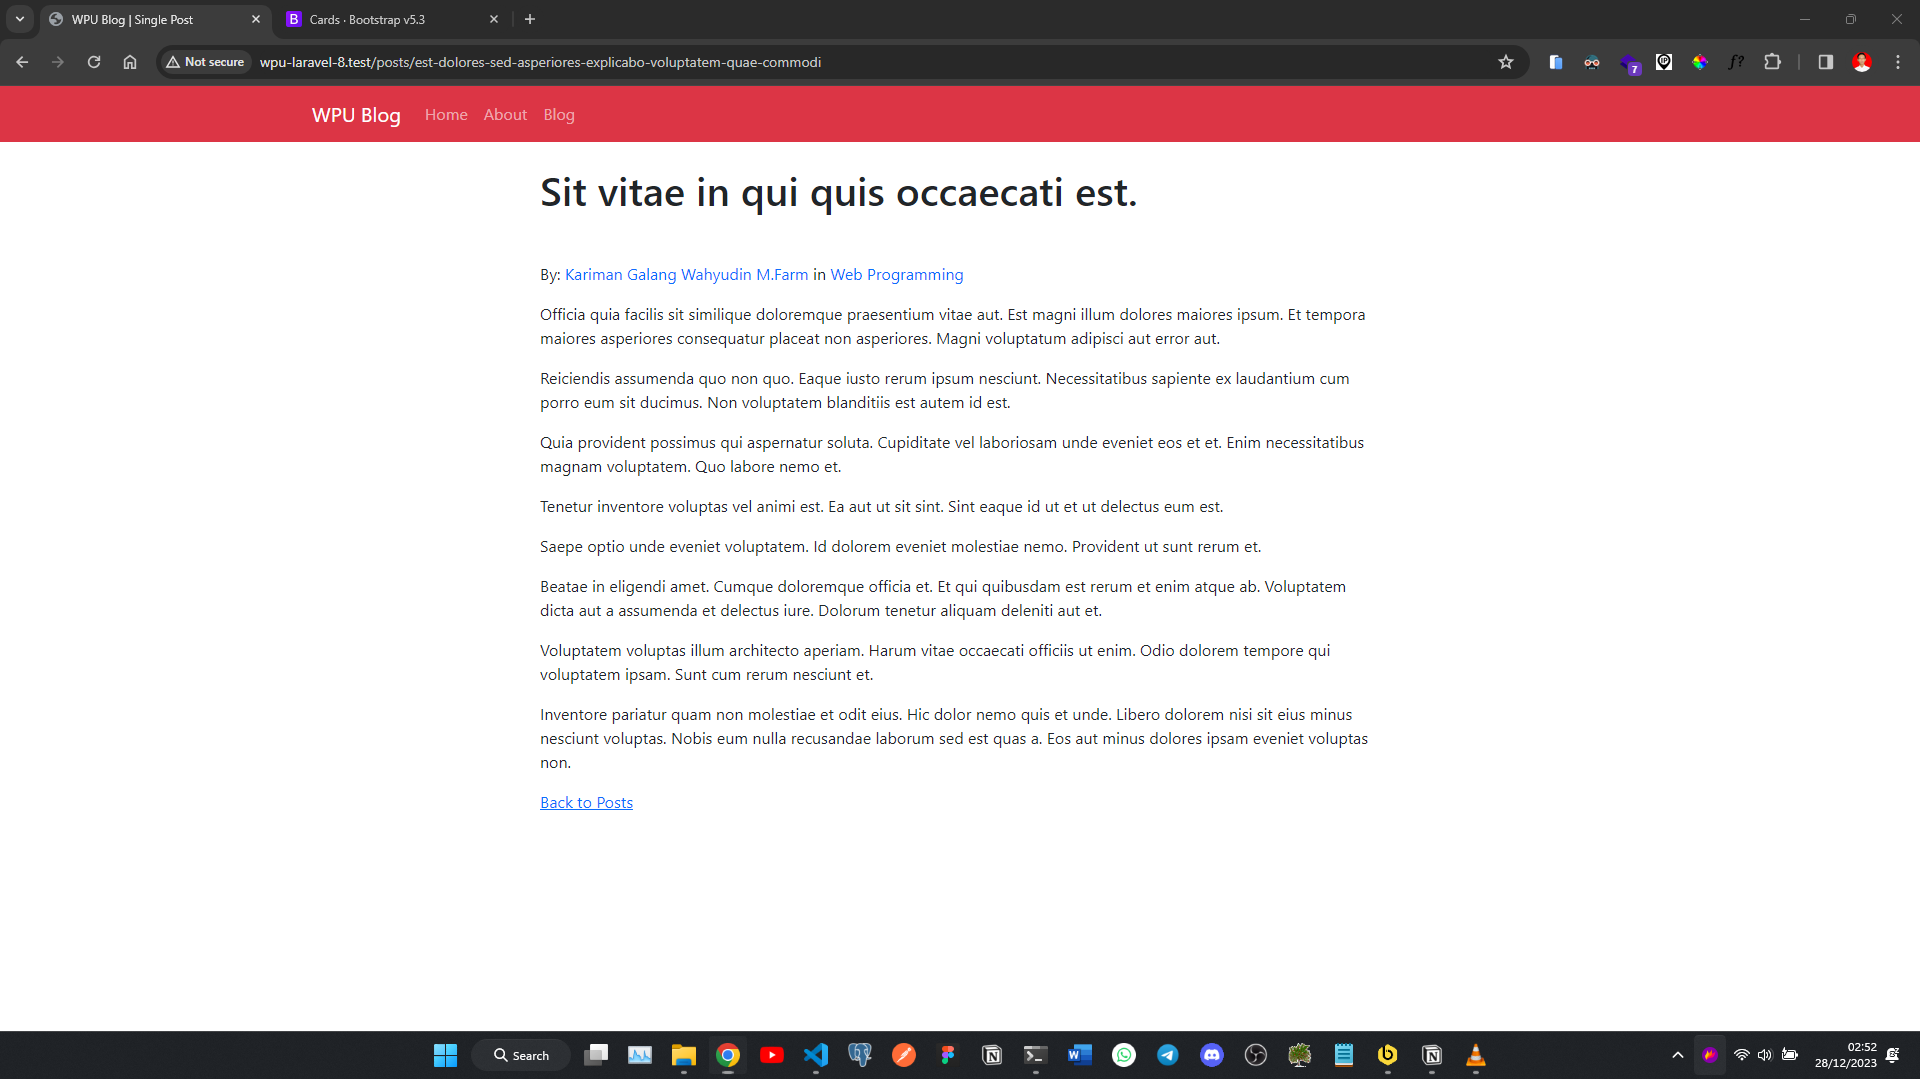 WPU Blog | Single Post
Cards · Bootstrap v5.3
Not secure
wpu-laravel-8.test/posts/est-dolores-sed-asperiores-explicabo-voluptatem-quae-commodi
7
f?
WPU Blog Home About Blog
Sit vitae in qui quis occaecati est.
By: Kariman Galang Wahyudin M.Farm in Web Programming
Officia quia facilis sit similique doloremque praesentium vitae aut. Est magni illum dolores maiores ipsum. Et tempora
maiores asperiores consequatur placeat non asperiores. Magni voluptatum adipisci aut error aut.
Reiciendis assumenda quo non quo. Eaque iusto rerum ipsum nesciunt. Necessitatibus sapiente ex laudantium cum
porro eum sit ducimus. Non voluptatem blanditiis est autem id est.
Quia provident possimus qui aspernatur soluta. Cupiditate vel laboriosam unde eveniet eos et et. Enim necessitatibus
magnam voluptatem. Quo labore nemo et.
Tenetur inventore voluptas vel animi est. Ea aut ut sit sint. Sint eaque id ut et ut delectus eum est.
Saepe optio unde eveniet voluptatem. Id dolorem eveniet molestiae nemo. Provident ut sunt rerum et.
Beatae in eligendi amet. Cumque doloremque officia et. Et qui quibusdam est rerum et enim atque ab. Voluptatem
dicta aut a assumenda et delectus iure. Dolorum tenetur aliquam deleniti aut et.
Voluptatem voluptas illum architecto aperiam. Harum vitae occaecati officiis ut enim. Odio dolorem tempore qui
voluptatem ipsam. Sunt cum rerum nesciunt et.
Inventore pariatur quam non molestiae et odit eius. Hic dolor nemo quis et unde. Libero dolorem nisi sit eius minus
nesciunt voluptas. Nobis eum nulla recusandae laborum sed est quas a. Eos aut minus dolores ipsam eveniet voluptas
non.
Back to Posts
Search
02:52
28/12/2023